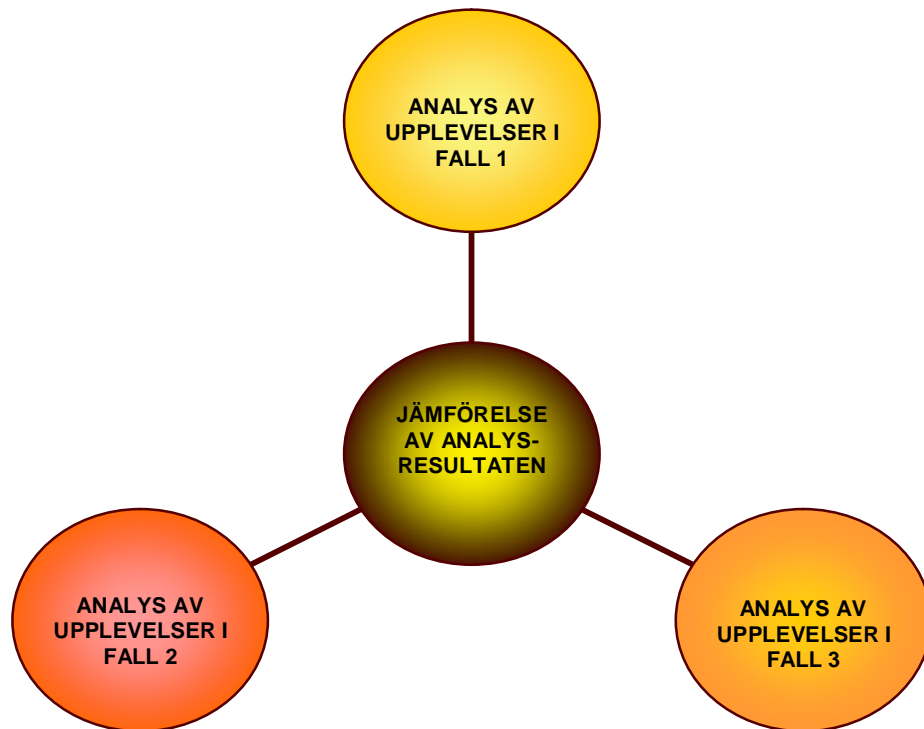 ANALYS AV
UPPLEVELSER I
FALL 1
JÄMFÖRELSE
AV ANALYS-
RESULTATEN
ANALYS AV
UPPLEVELSER I
FALL 2
ANALYS AV
UPPLEVELSER I
FALL 3